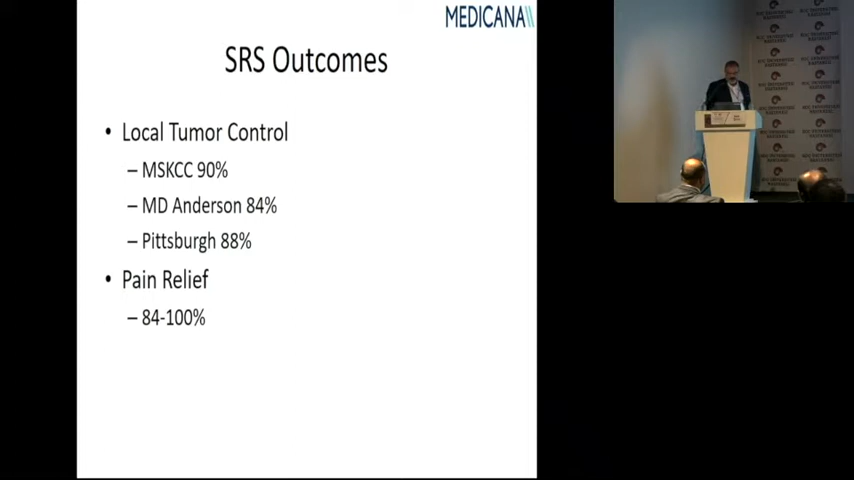 MEDICANA
SRS Outcomes
• Local Tumor Control
– MSKCC 90%
– MD Anderson 84%
– Pittsburgh 88%
• Pain Relief
– 84-100%